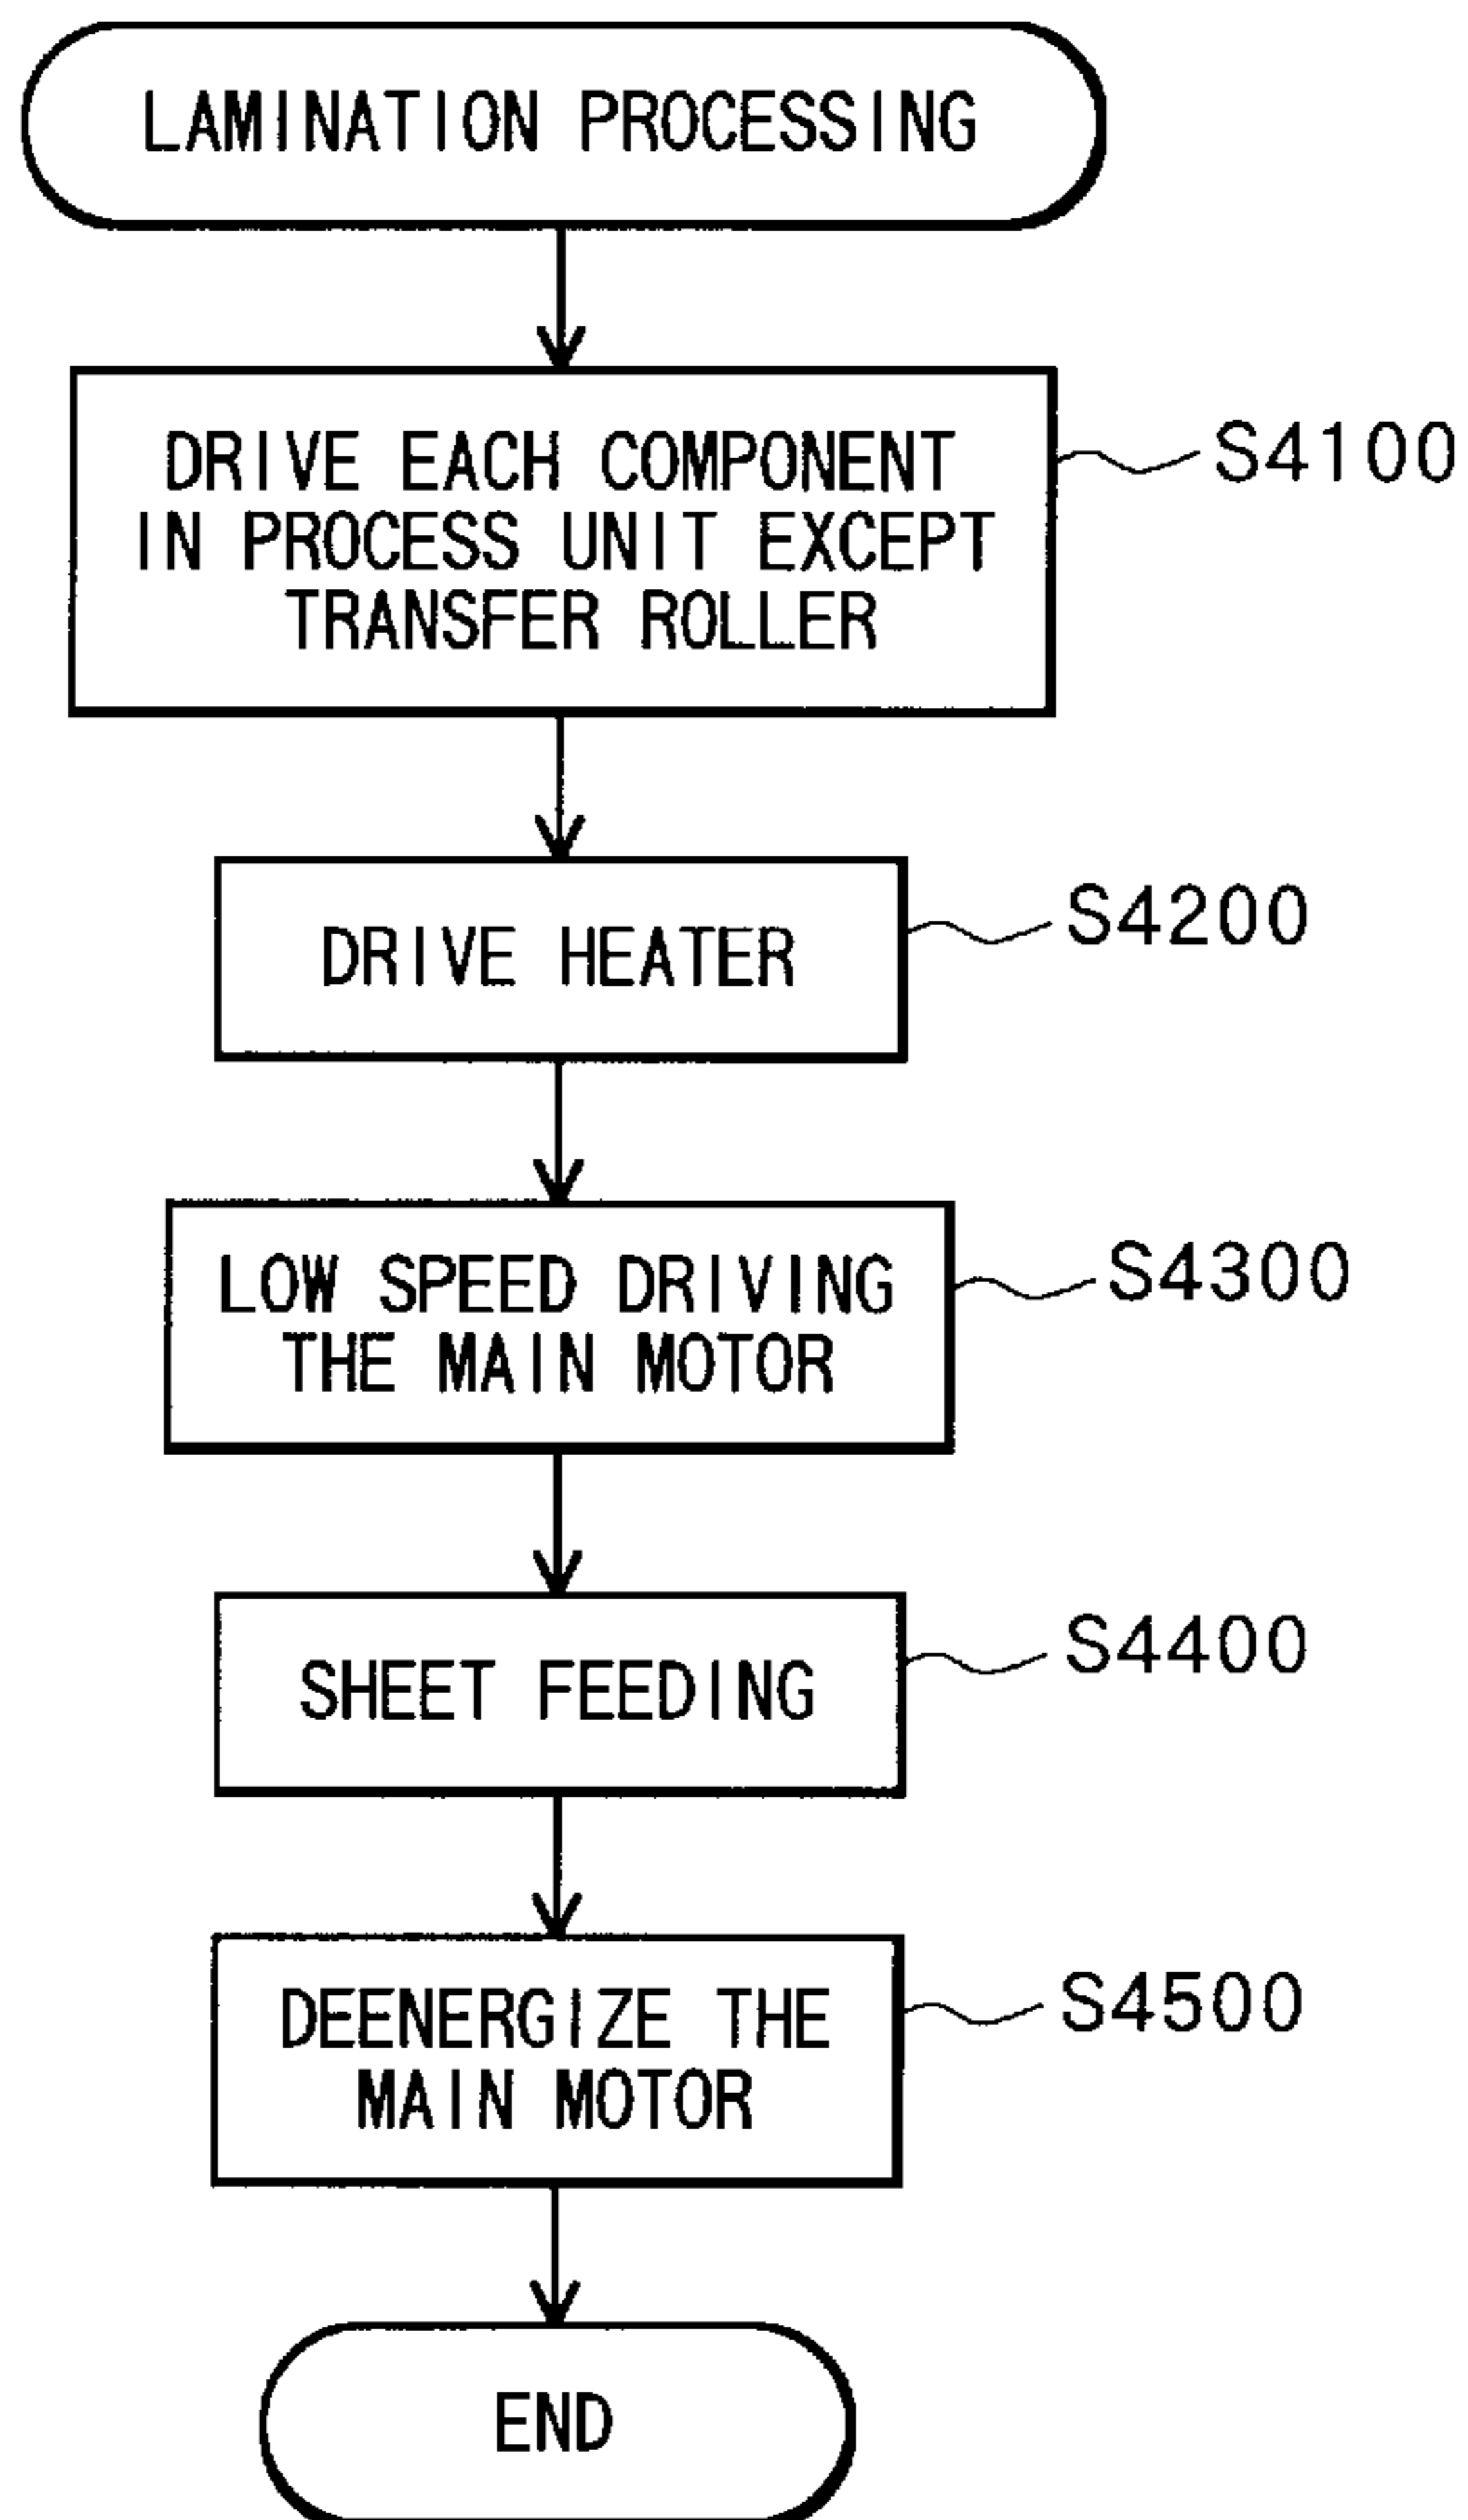 LAMINATION PROCESSING
DRIVE EACH COMPONENT
IN PROCESS UNIT EXCEPT
TRANSFER ROLLER
S4100
DRIVE HEATER
S4200
LOW SPEED DRIVING
THE MAIN MOTOR
S4300
SHEET FEEDING
S4400
DEENERGIZE THE
MAIN MOTOR
S4500
END